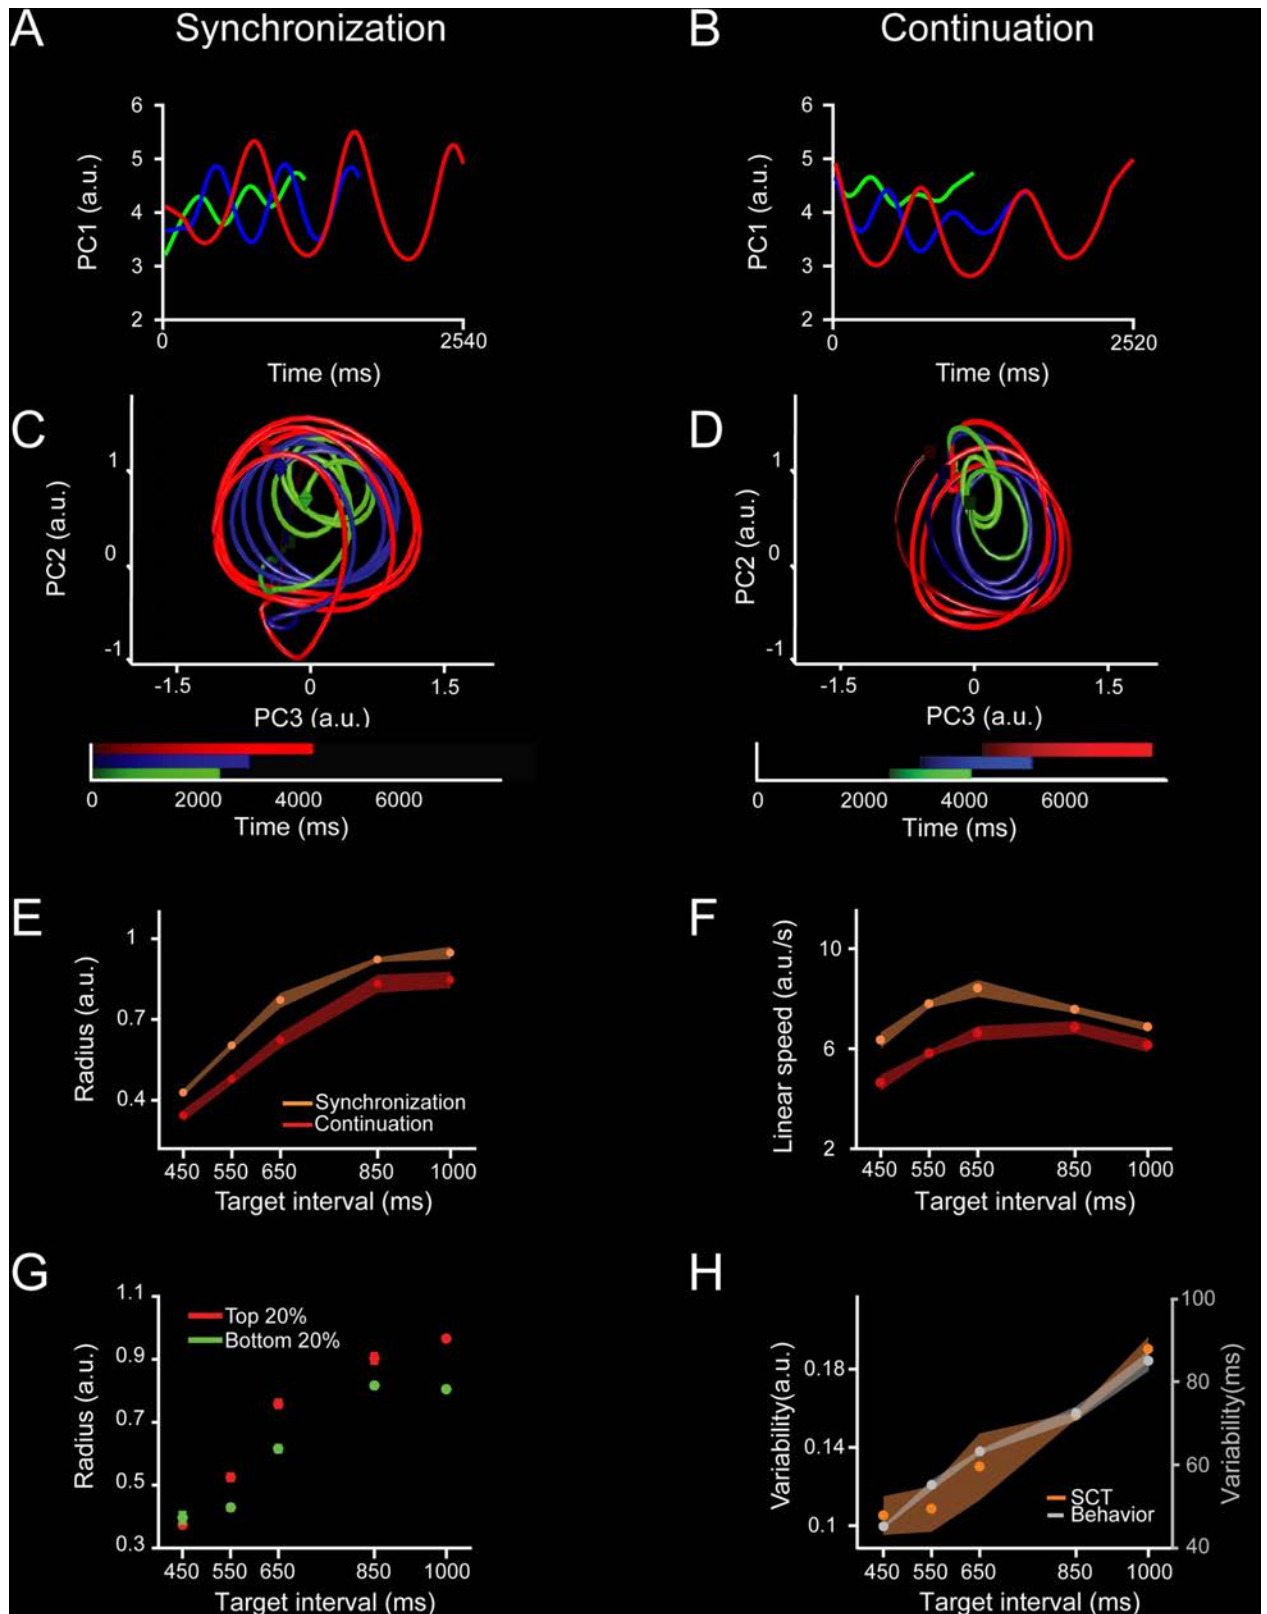 A Synchronization
B Continuation
6
5
4
3
2
PC1 (a.u.)
0 2540
Time (ms)
6
5
4
3
2
PC1 (a.u.)
0 2520
Time (ms)
C
1
0
-1
PC2 (a.u.)
-1.5 0 1.5
PC3 (a.u.)
0 2000 4000 6000
Time (ms)
D
1
0
-1
PC2 (a.u.)
-1.5 0 1.5
PC3 (a.u.)
0 2000 4000 6000
Time (ms)
E
1
0.7
0.4
Radius (a.u.)
Synchronization
Continuation
450 550 650 850 1000
Target interval (ms)
F
10
6
2
Linear speed (a.u./s)
450 550 650 850 1000
Target interval (ms)
G
1.1
0.9
0.7
0.5
0.3
Radius (a.u.)
Top 20%
Bottom 20%
450 550 650 850 1000
Target interval (ms)
H
0.18
0.14
0.1
Variability(a.u.)
100
80
60
40
Variability(ms)
SCT
Behavior
450 550 650 850 1000
Target interval (ms)